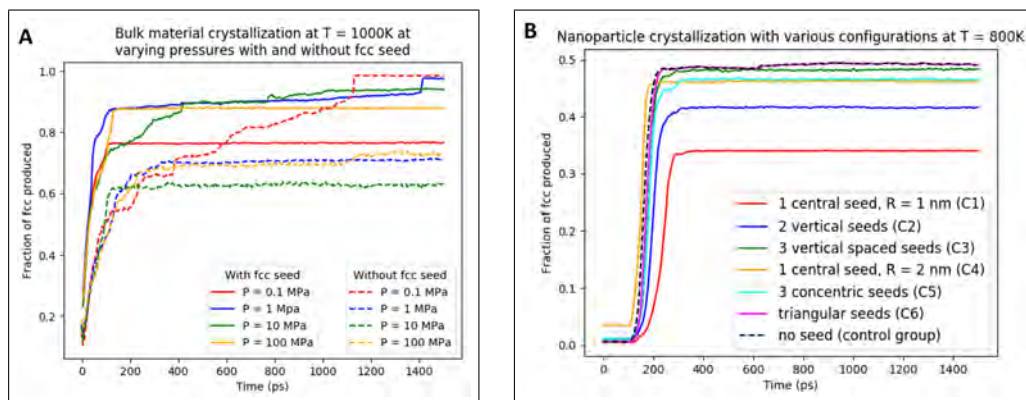 A
Bulk material crystallization at T = 1000K at
varying pressures with and without fcc seed
Fraction of fcc produced
1.0
0.8
0.6
0.4
0.2
With fcc seed
P = 0.1 MPa
P = 1 Mpa
P = 10 MPa
P = 100 MPa
Without fcc seed
P = 0.1 MPa
P = 1 MPa
P = 10 MPa
P = 100 MPa
0 200 400 600 800 1000 1200 1400
Time (ps)
B
Nanoparticle crystallization with various configurations at T = 800K
Fraction of fcc produced
0.5
0.4
0.3
0.2
0.1
0.0
1 central seed, R = 1 nm (C1)
2 vertical seeds (C2)
3 vertical spaced seeds (C3)
1 central seed, R = 2 nm (C4)
3 concentric seeds (C5)
triangular seeds (C6)
no seed (control group)
0 200 400 600 800 1000 1200 1400
Time (ps)